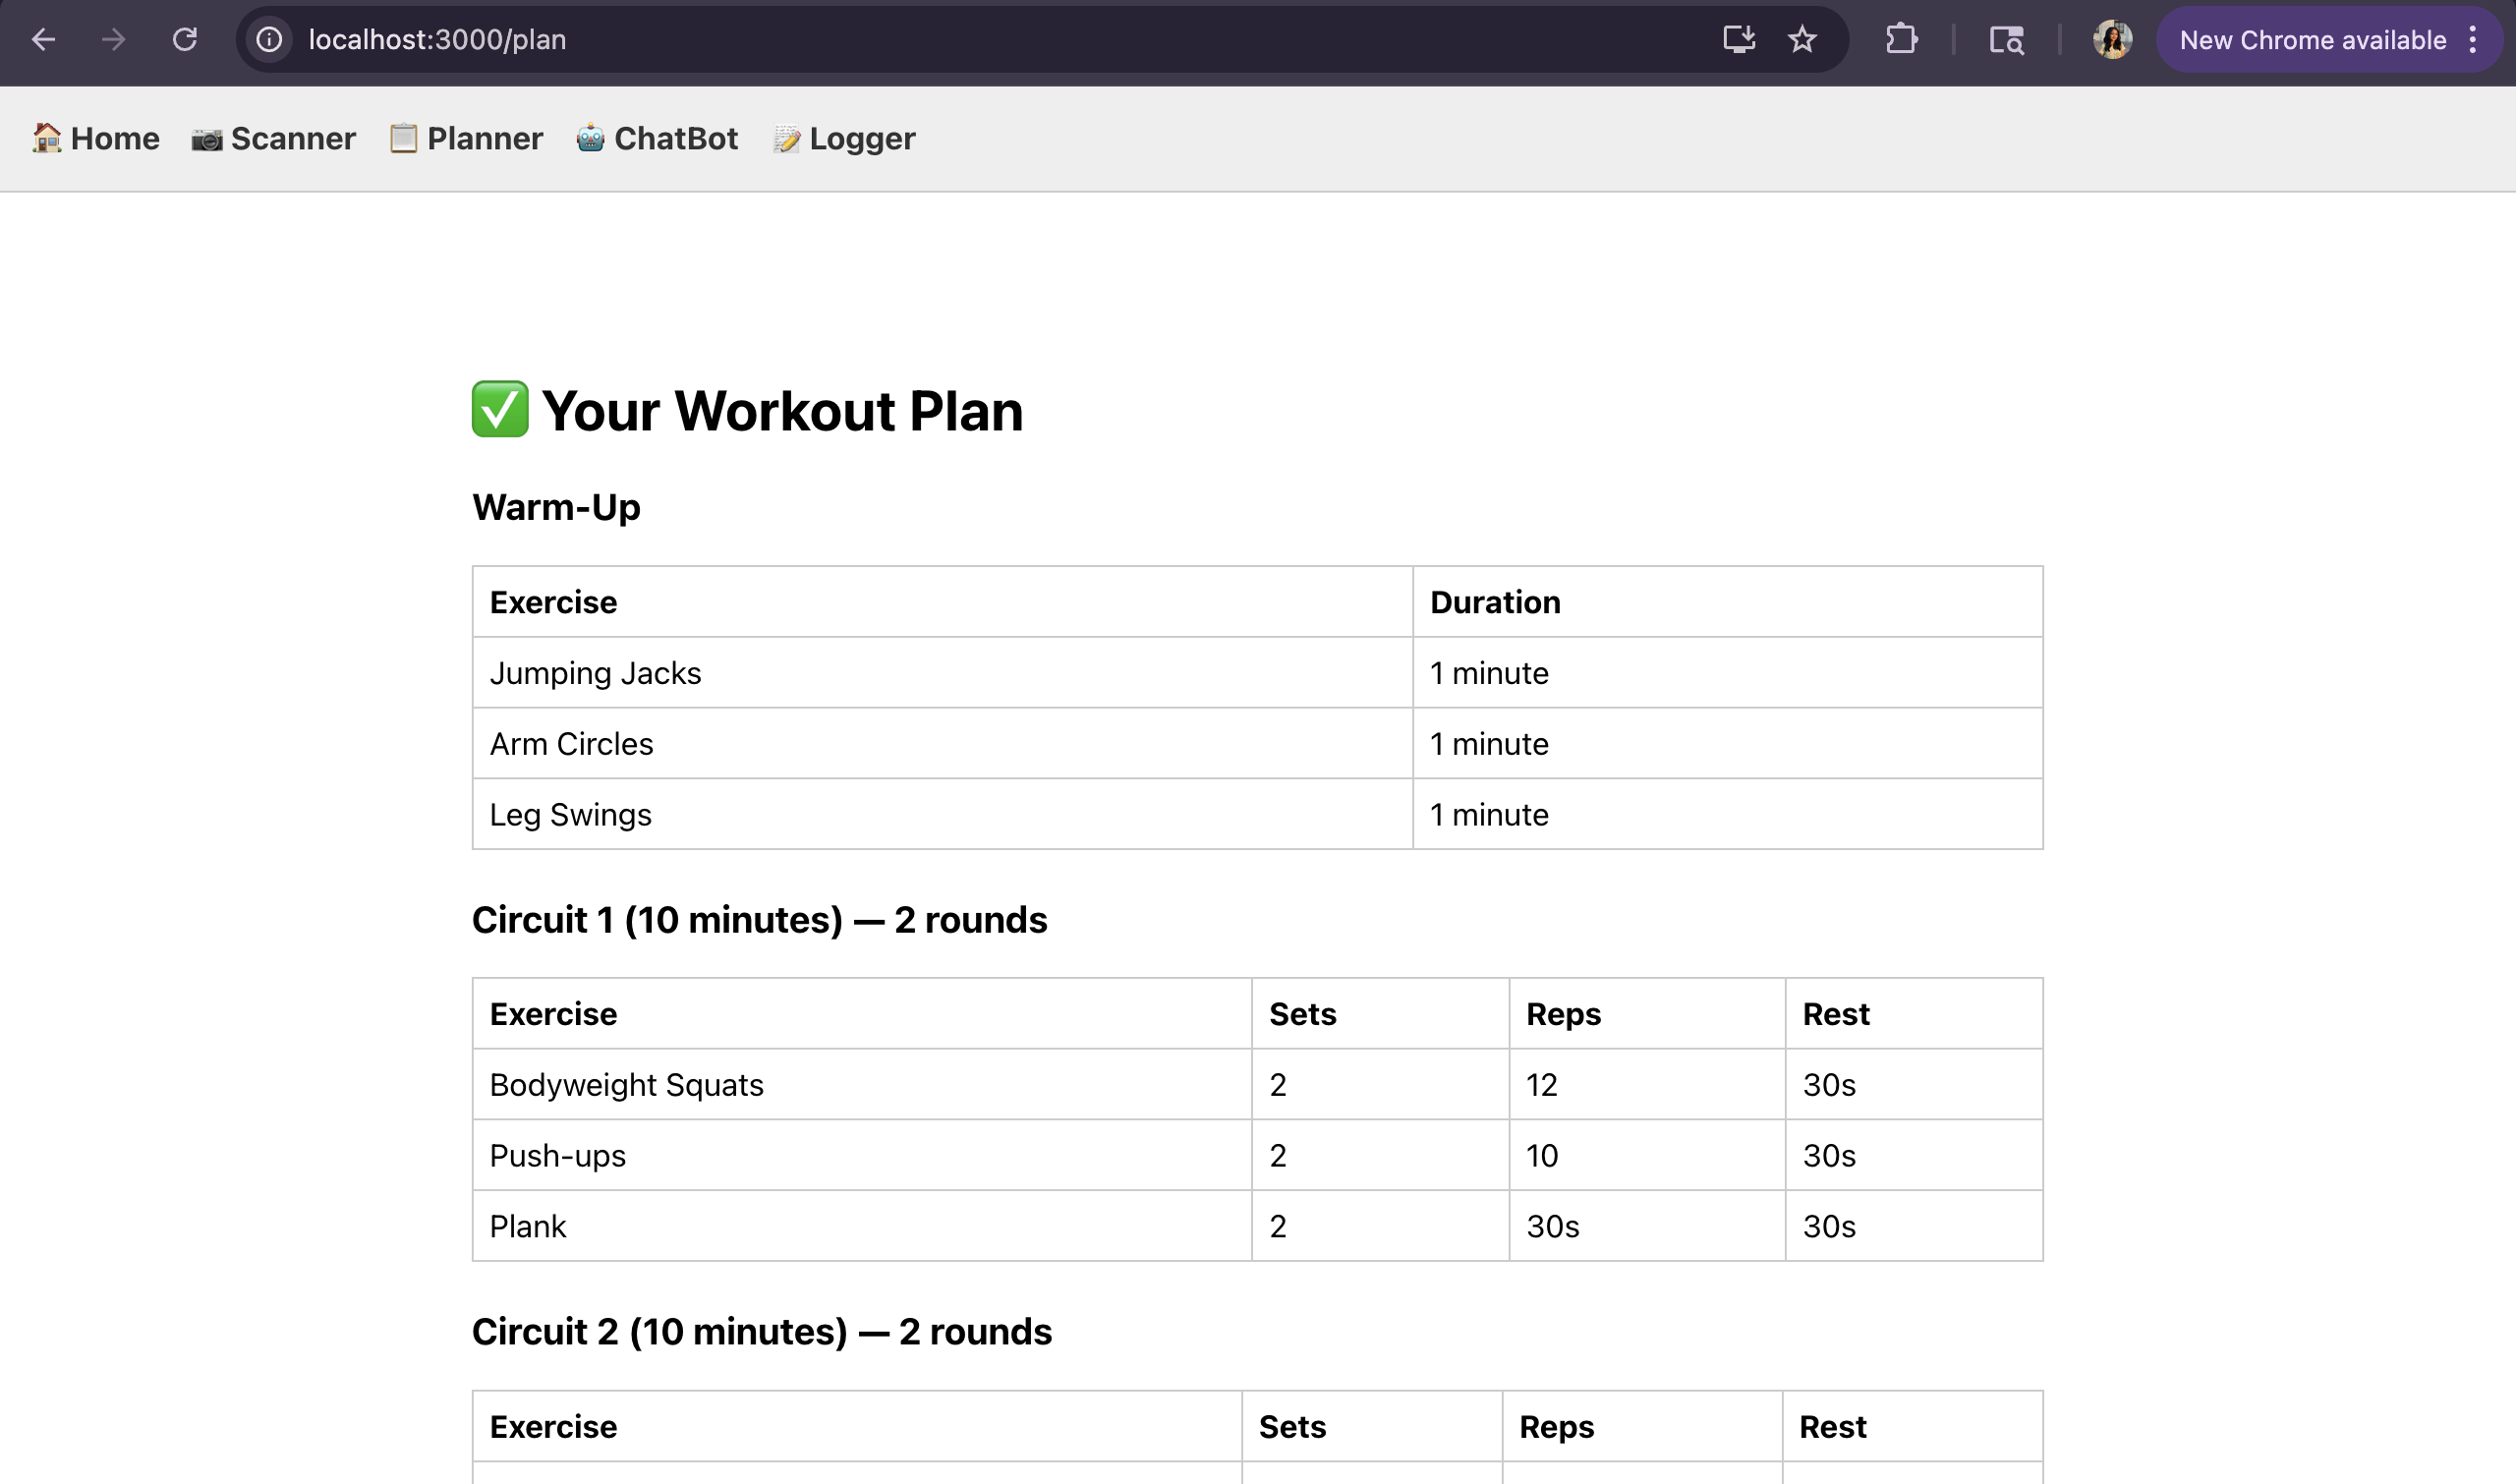 localhost:3000/plan
New Chrome available
Home Scanner Planner ChatBot Logger
Your Workout Plan
Warm-Up
Exercise Duration
Jumping Jacks 1 minute
Arm Circles 1 minute
Leg Swings 1 minute
Circuit 1 (10 minutes) — 2 rounds
Exercise Sets Reps Rest
Bodyweight Squats 2 12 30s
Push-ups 2 10 30s
Plank 2 30s 30s
Circuit 2 (10 minutes) — 2 rounds
Exercise Sets Reps Rest